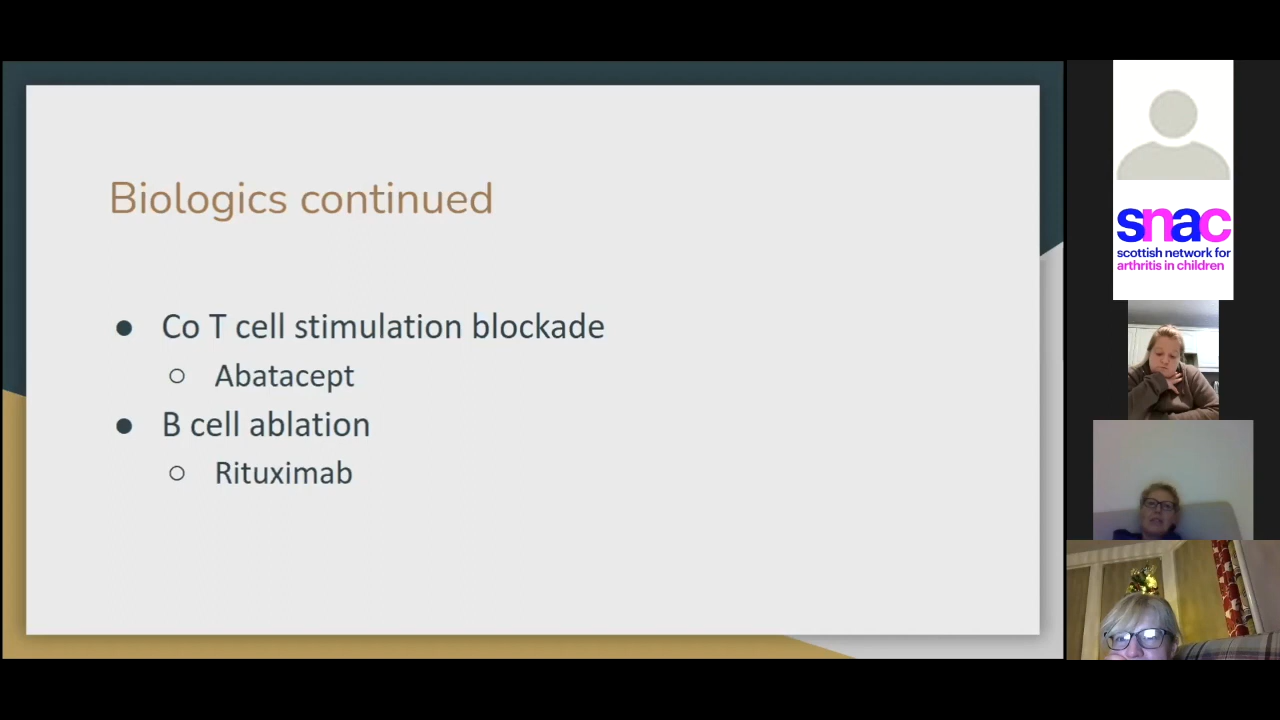 Biologics continued
Co T cell stimulation blockade
Abatacept
B cell ablation
Rituximab
snac
scottish network for
arthritis in children